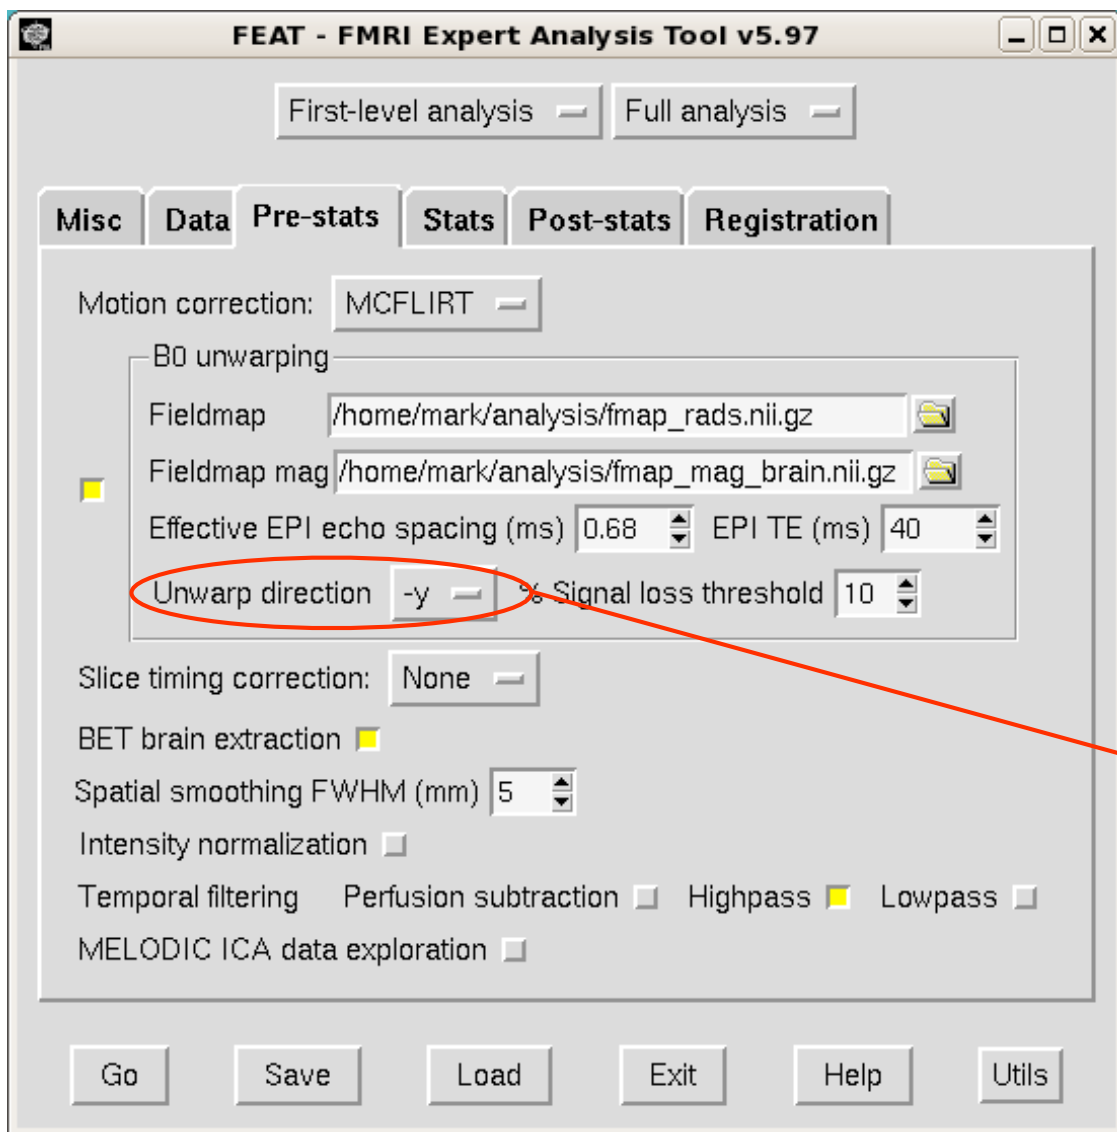 FEAT - FMRI Expert Analysis Tool v5.97
First-level analysis Full analysis
Misc Data Pre-stats Stats Post-stats Registration
Motion correction: MCFLIRT
B0 unwarping
Fieldmap /home/mark/analysis/fmap_rads.nii.gz
Fieldmap mag /home/mark/analysis/fmap_mag_brain.nii.gz
Effective EPI echo spacing (ms) 0.68 EPI TE (ms) 40
Unwarp direction -y % Signal loss threshold 10
Slice timing correction: None
BET brain extraction
Spatial smoothing FWHM (mm) 5
Intensity normalization
Temporal filtering Perfusion subtraction Highpass Lowpass
MELODIC ICA data exploration
Go Save Load Exit Help Utils